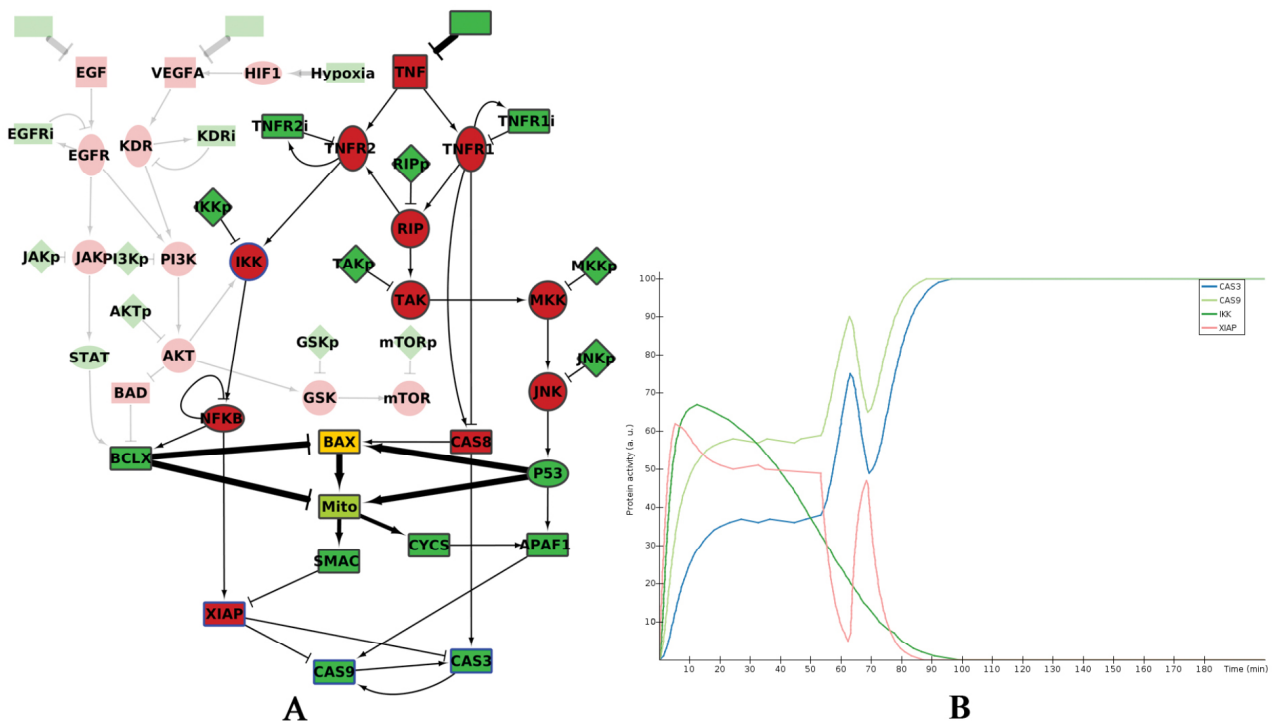 EGF
VEGFA
HIF1
Hypoxia
TNF
EGFRi
EGFR
KDR
KDRi
TNFR2i
TNFR2
TNFR1
TNFR1i
RIPp
IKKp
RIP
JAKp
JAK
PI3Kp
PI3K
IKK
TAKp
TAK
MKKp
MKK
AKTp
STAT
AKT
GSKp
mTORp
JNKp
BAD
GSK
mTOR
JNK
NFKB
BCLX
BAX
CAS8
P53
Mito
SMAC
CYCS
APAF1
XIAP
CAS9
CAS3
A
Protein activity (a. u.)
100
90
80
70
60
50
40
30
20
10
10 20 30 40 50 60 70 80 90 100 110 120 130 140 150 160 170 180 Time (min)
CAS3
CAS9
IKK
XIAP
B